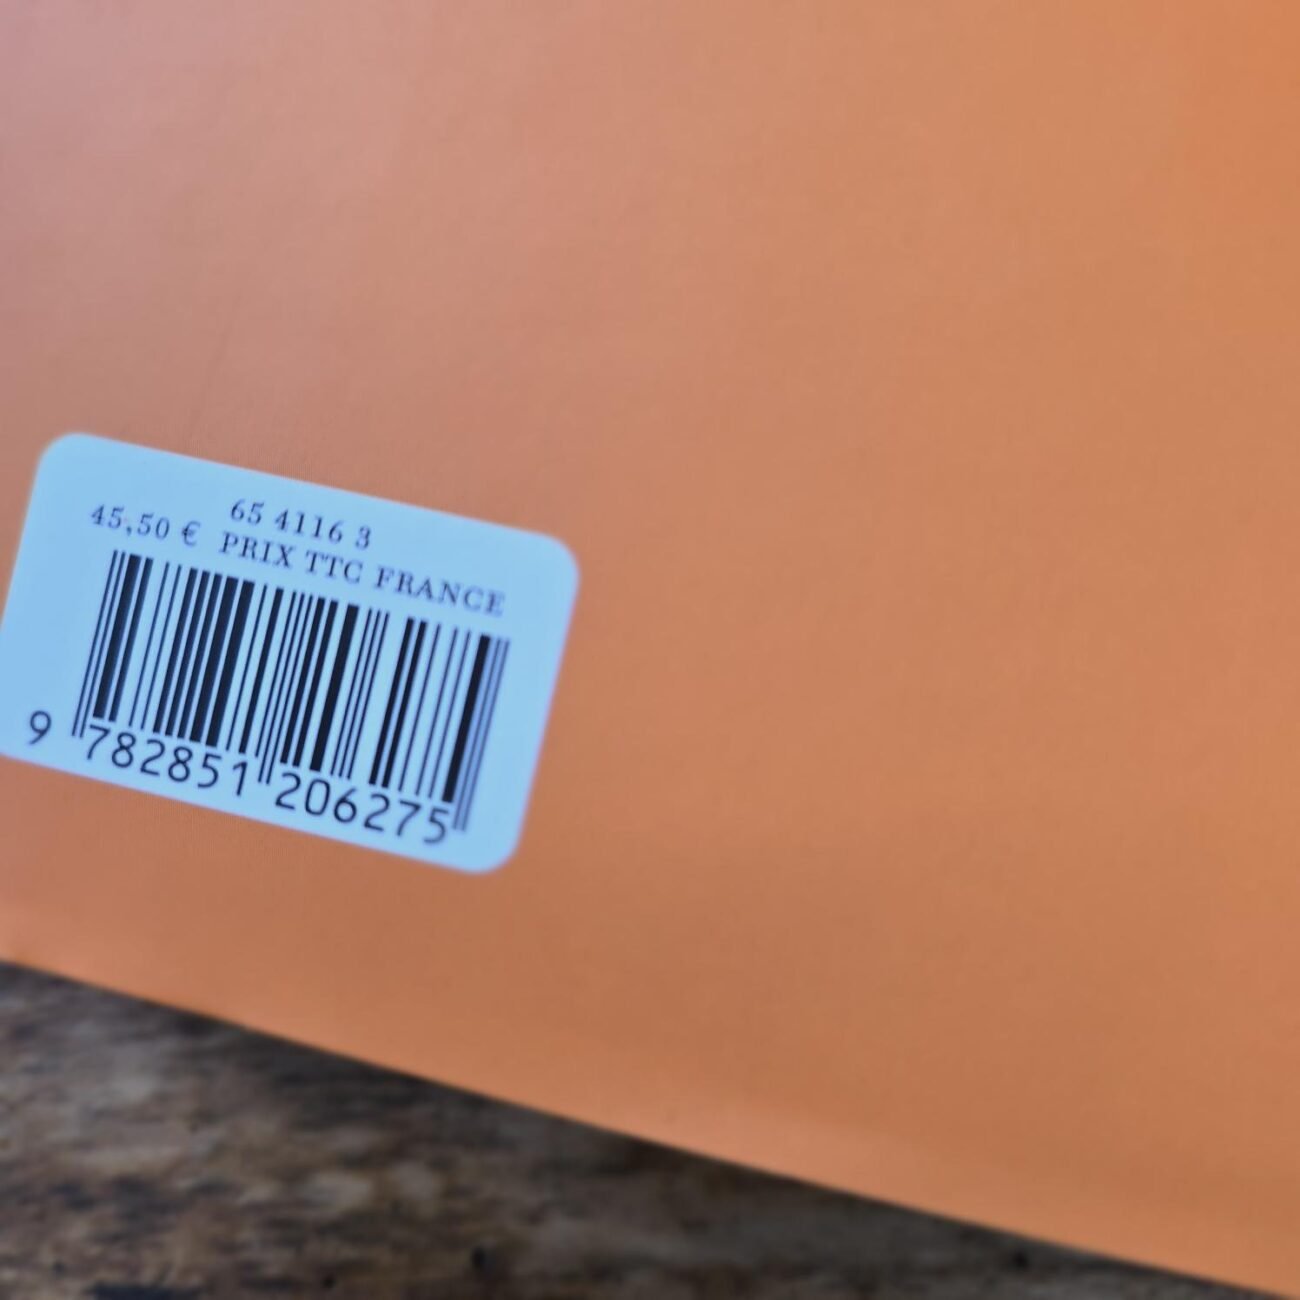 65 4116 3
45,50 € PRIX TTC FRANCE
9 782851 206275